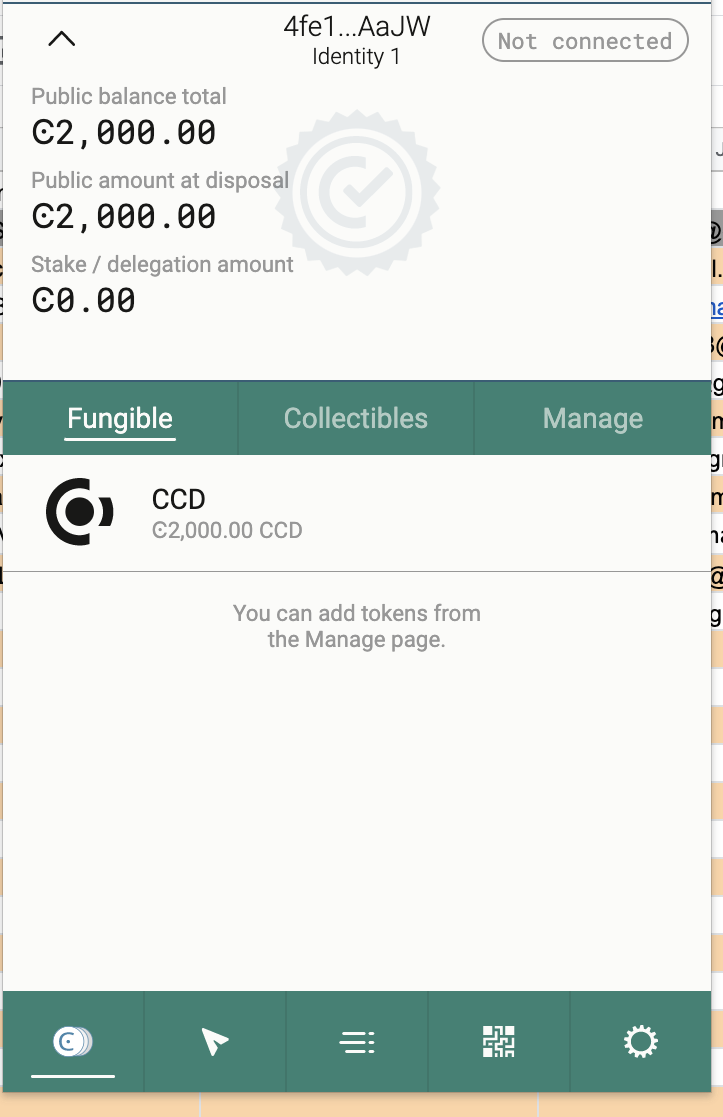 4fe1...AaJW
Identity 1
Not connected
Public balance total
Ͼ2,000.00
Public amount at disposal
Ͼ2,000.00
Stake / delegation amount
Ͼ0.00
Fungible
Collectibles
Manage
CCD
Ͼ2,000.00 CCD
You can add tokens from
the Manage page.